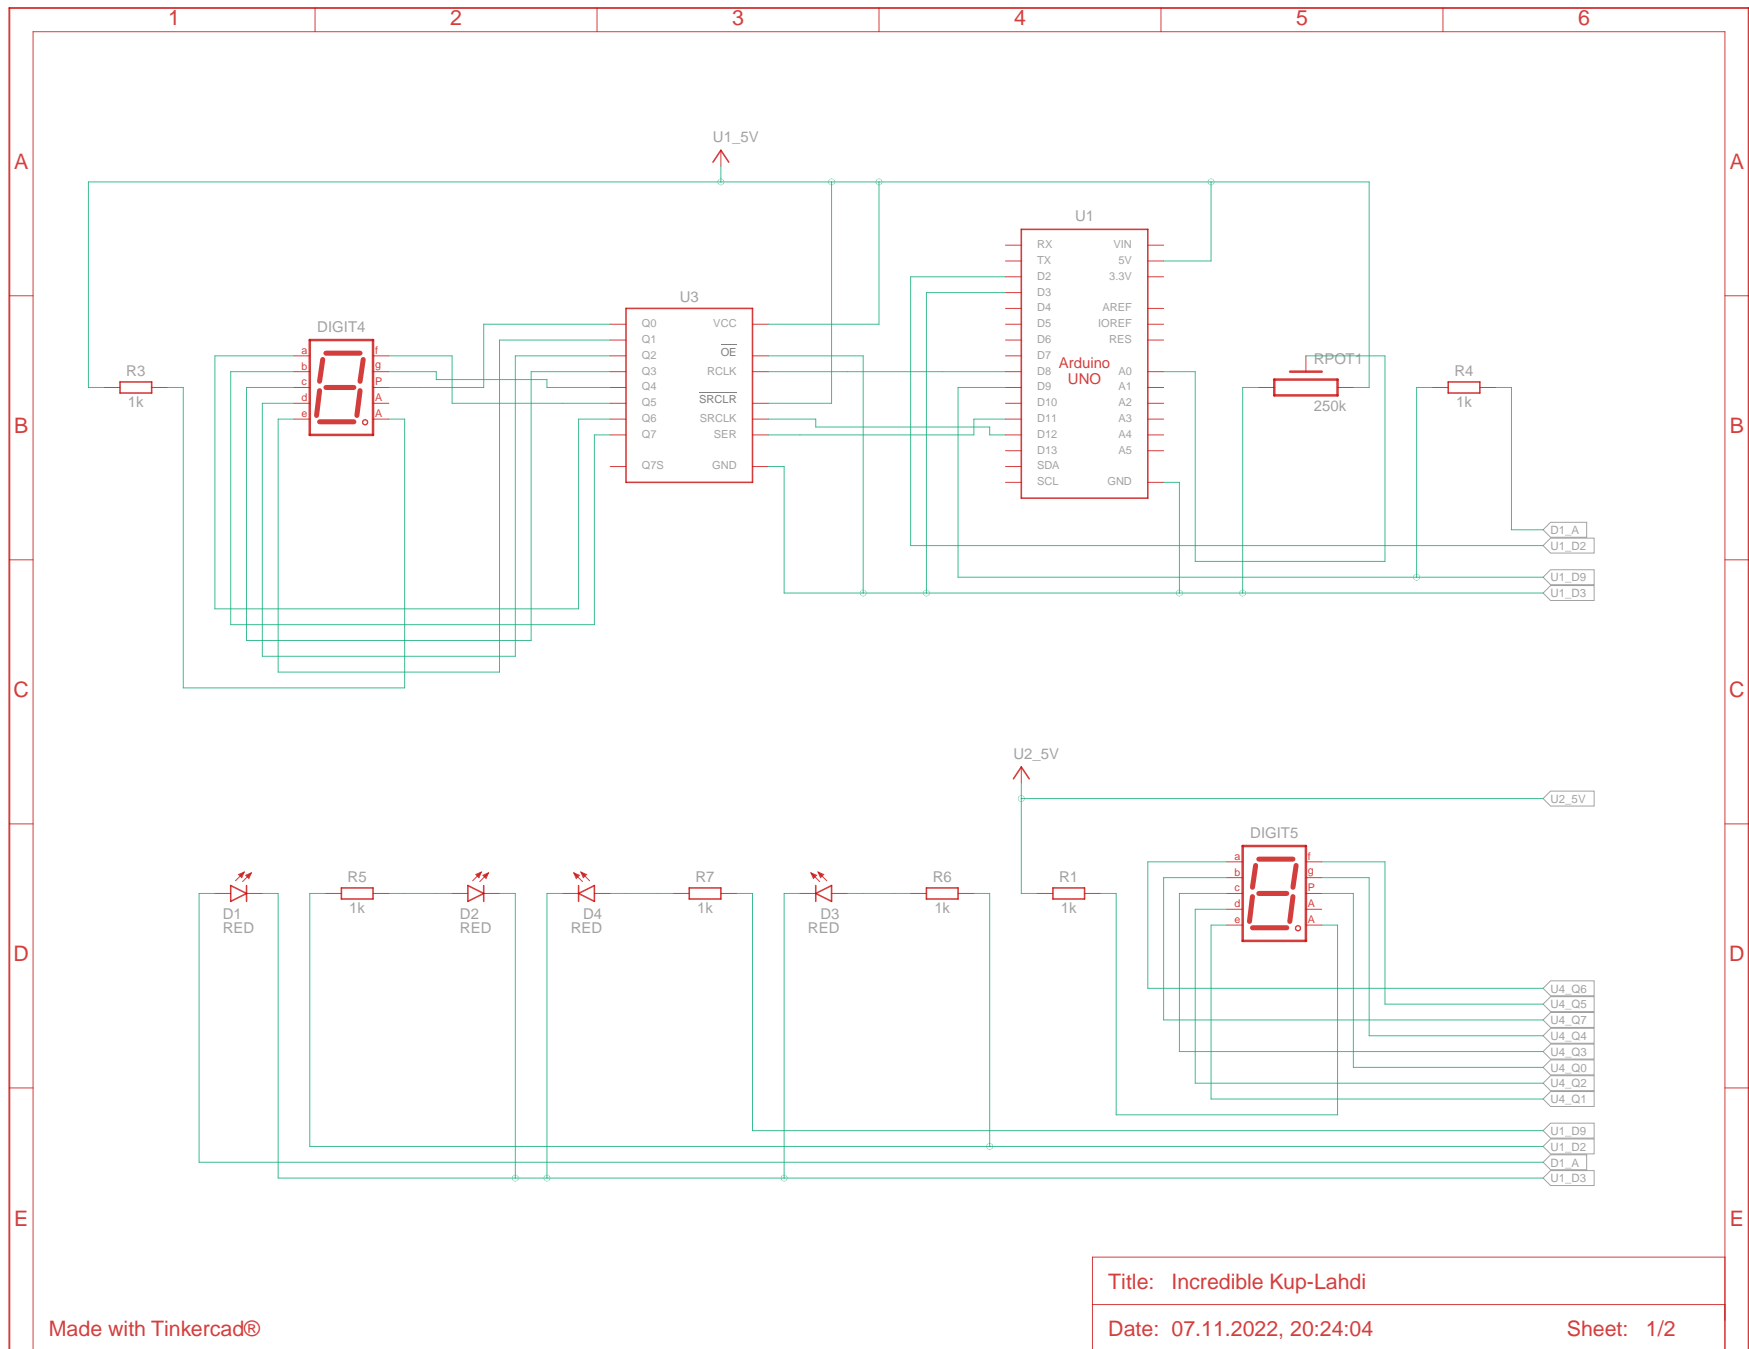 1 2 3 4 5 6
A A
B B
C C
D D
E E
U1_5V
U1
RX VIN
TX 5V
D2 3.3V
D3
D4 AREF
D5 IOREF
D6 RES
D7
Arduino
UNO
D8 A0
D9 A1
D10 A2
D11 A3
D12 A4
D13 A5
SDA
SCL GND
U3
Q0 VCC
Q1
Q2 OE
Q3 RCLK
Q4
Q5 SRCLR
Q6 SRCLK
Q7 SER
Q7S GND
DIGIT4
a f
b g
c P
d A
e A
R3
1k
RPOT1
250k
R4
1k
D1_A
U1_D2
U1_D9
U1_D3
U2_5V
U2_5V
DIGIT5
a f
b g
c P
d A
e A
D1
RED
R5
1k
D2
RED
D4
RED
R7
1k
D3
RED
R6
1k
R1
1k
U4_Q6
U4_Q5
U4_Q7
U4_Q4
U4_Q3
U4_Q0
U4_Q2
U4_Q1
U1_D9
U1_D2
D1_A
U1_D3
Title: Incredible Kup-Lahdi
Made with Tinkercad®
Date: 07.11.2022, 20:24:04 Sheet: 1/2